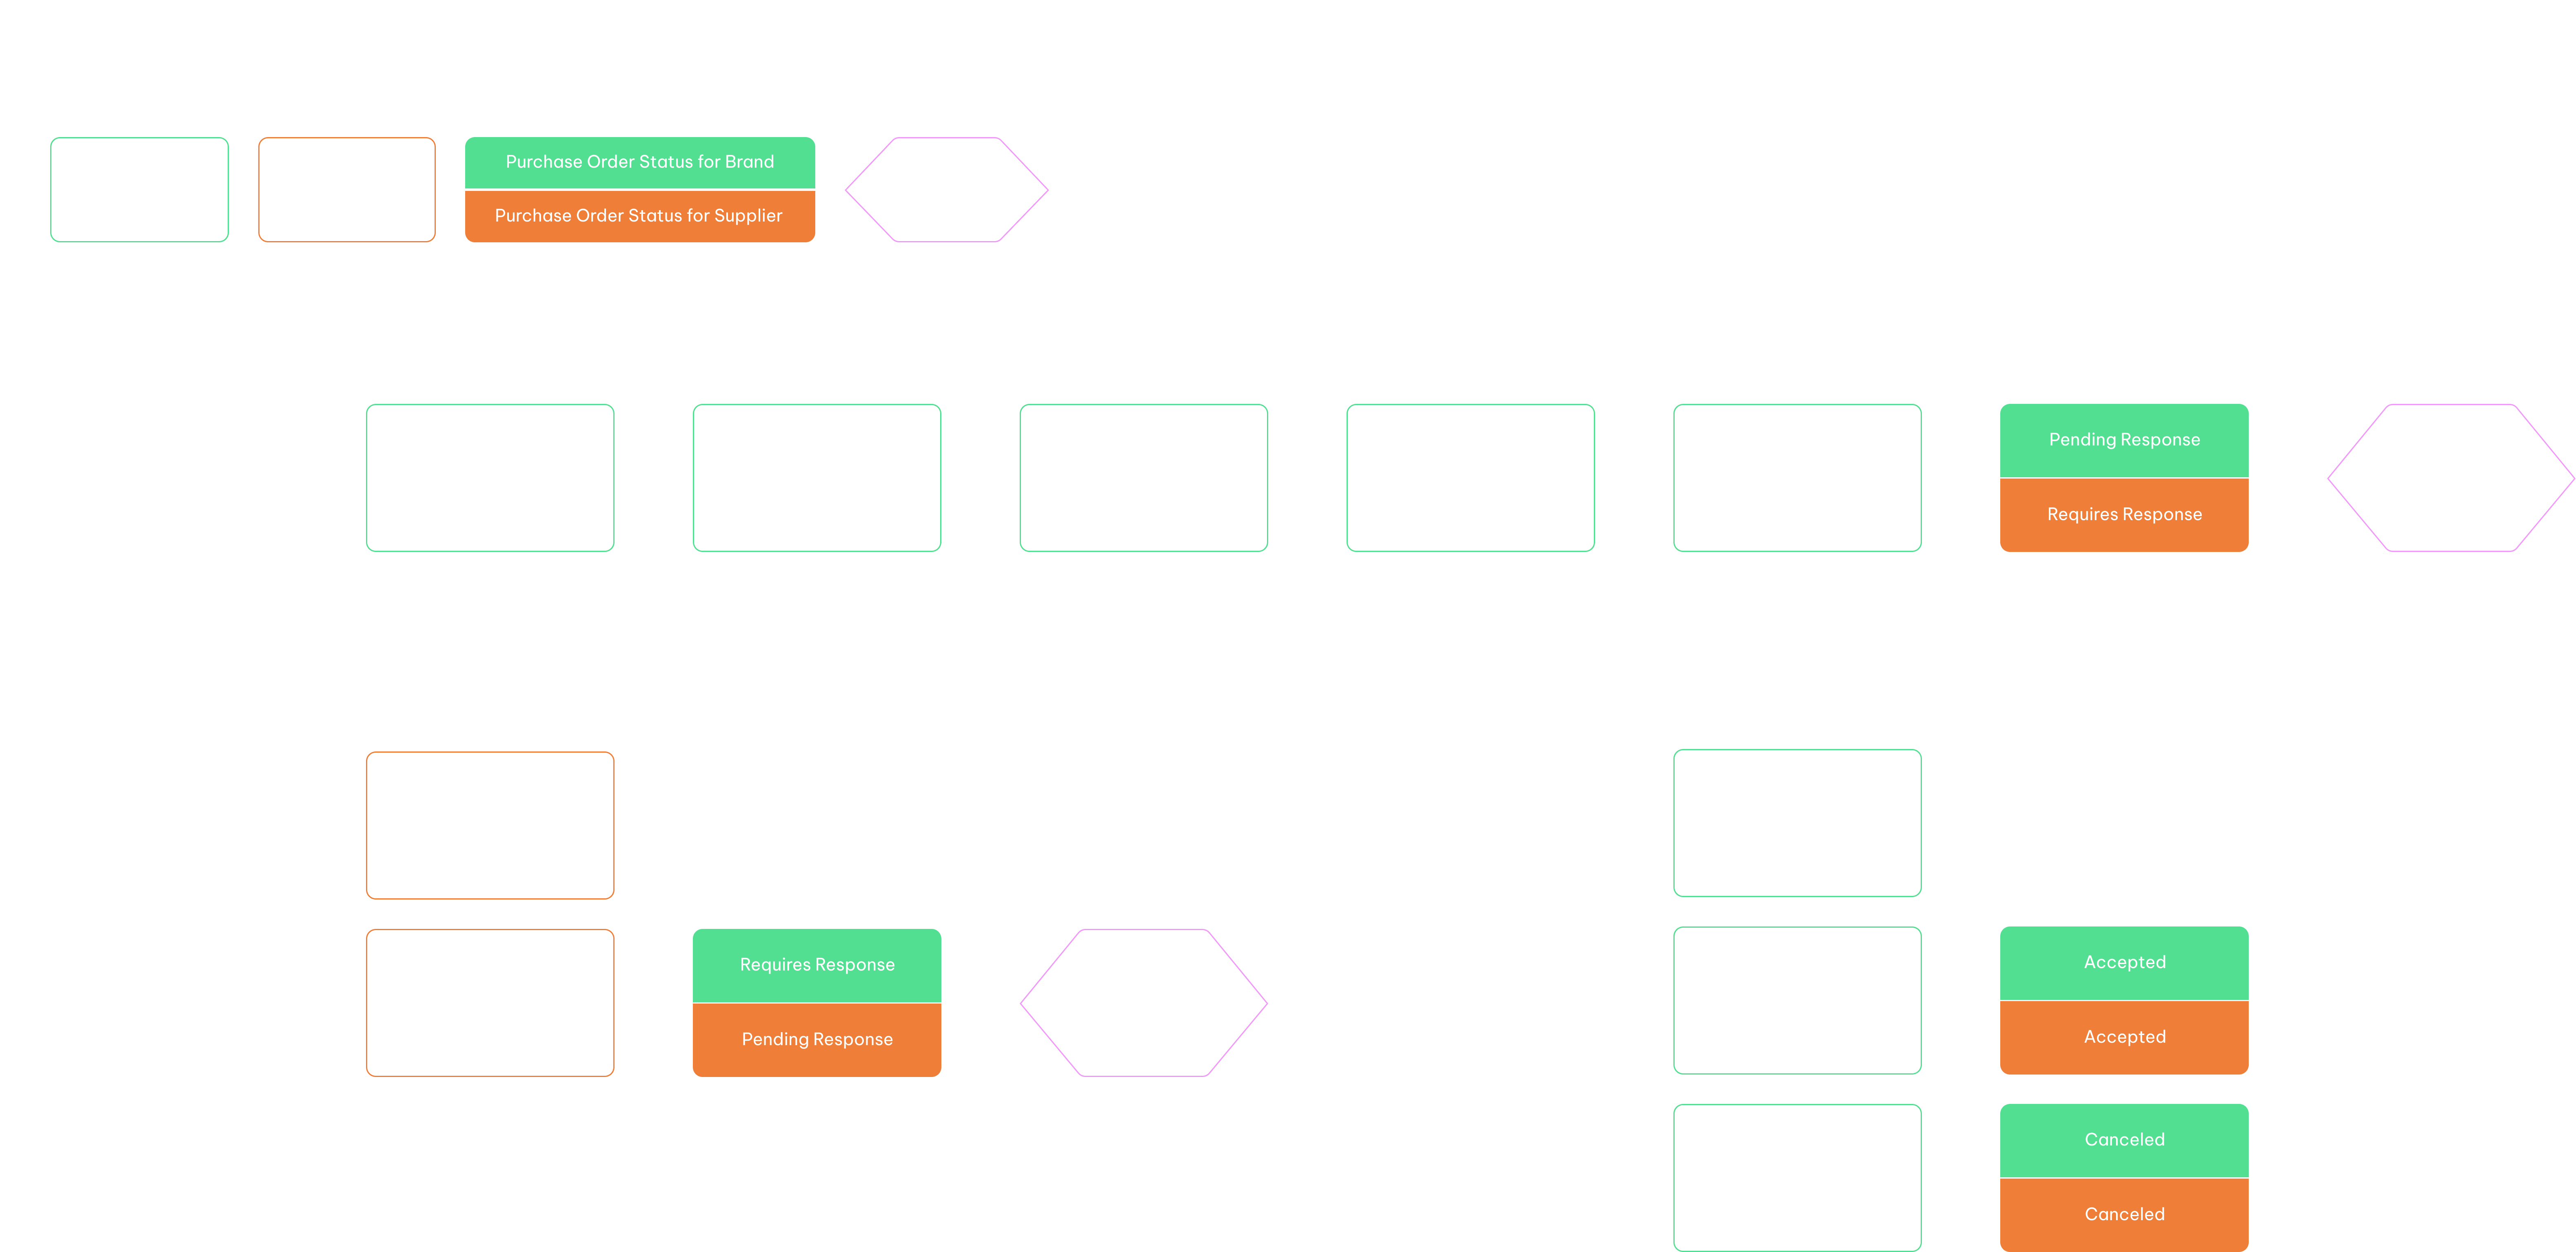 Purchase Order Status for Brand
Purchase Order Status for Supplier
Pending Response
Requires Response
Requires Response
Pending Response
Accepted
Accepted
Canceled
Canceled